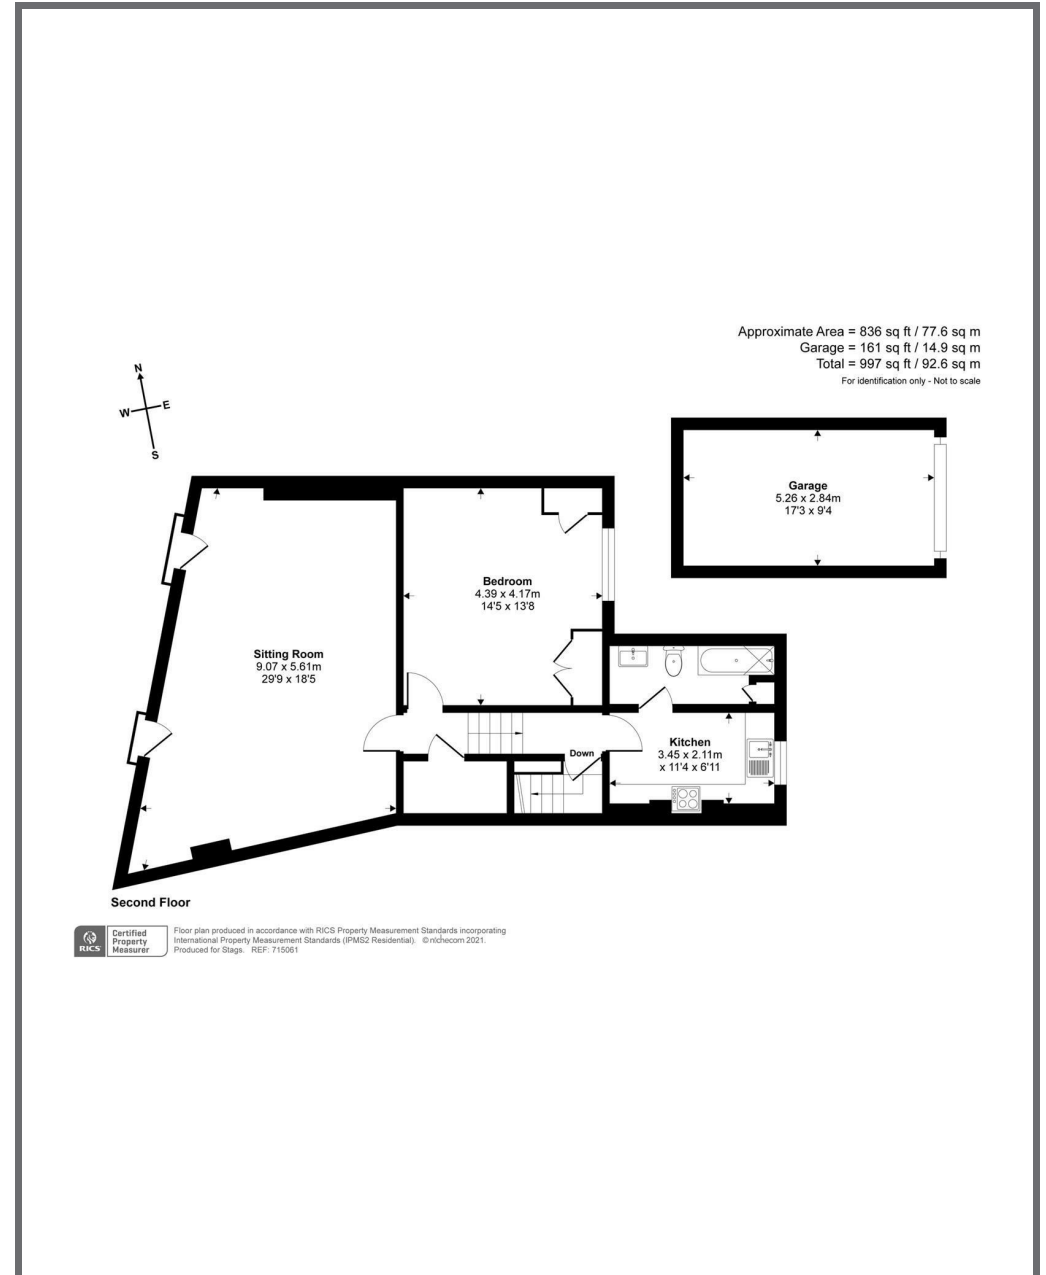 Approximate Area = 836 sq ft / 77.6 sq m
Garage = 161 sq ft / 14.9 sq m
Total = 997 sq ft / 92.6 sq m
For identification only - Not to scale
N
W
E
S
Garage
5.26 x 2.84m
17'3 x 9'4
Bedroom
4.39 x 4.17m
14'5 x 13'8
Sitting Room
9.07 x 5.61m
29'9 x 18'5
Kitchen
3.45 x 2.11m
x 11'4 x 6'11
Down
Second Floor
RICS
Certified
Property
Measurer
Floor plan produced in accordance with RICS Property Measurement Standards incorporating
International Property Measurement Standards (IPMS2 Residential). © nichecom 2021.
Produced for Stags. REF: 715061